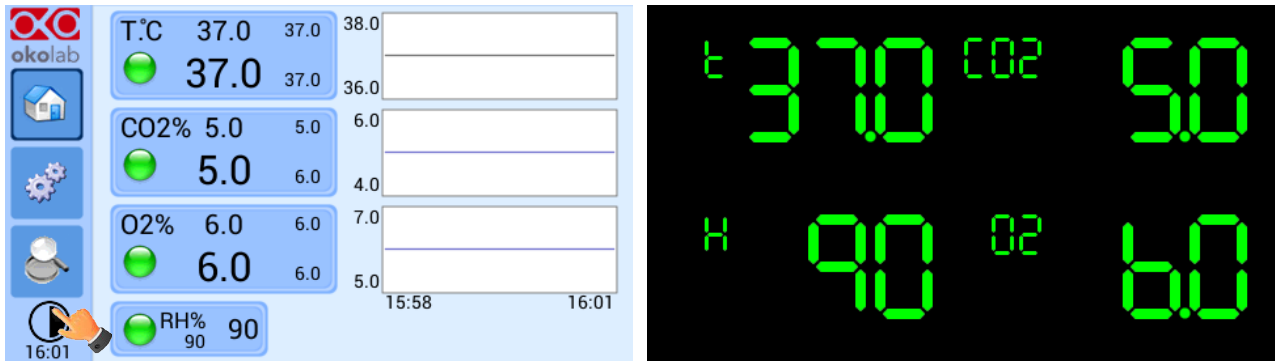 okolab
T.°C 37.0 37.0
37.0 37.0
38.0
36.0
CO2% 5.0 5.0
5.0 6.0
6.0
4.0
O2% 6.0 6.0
6.0 6.0
7.0
5.0
15:58 16:01
RH% 90
90
16:01
t 37.0 CO2 5.0
H 90 O2 6.0